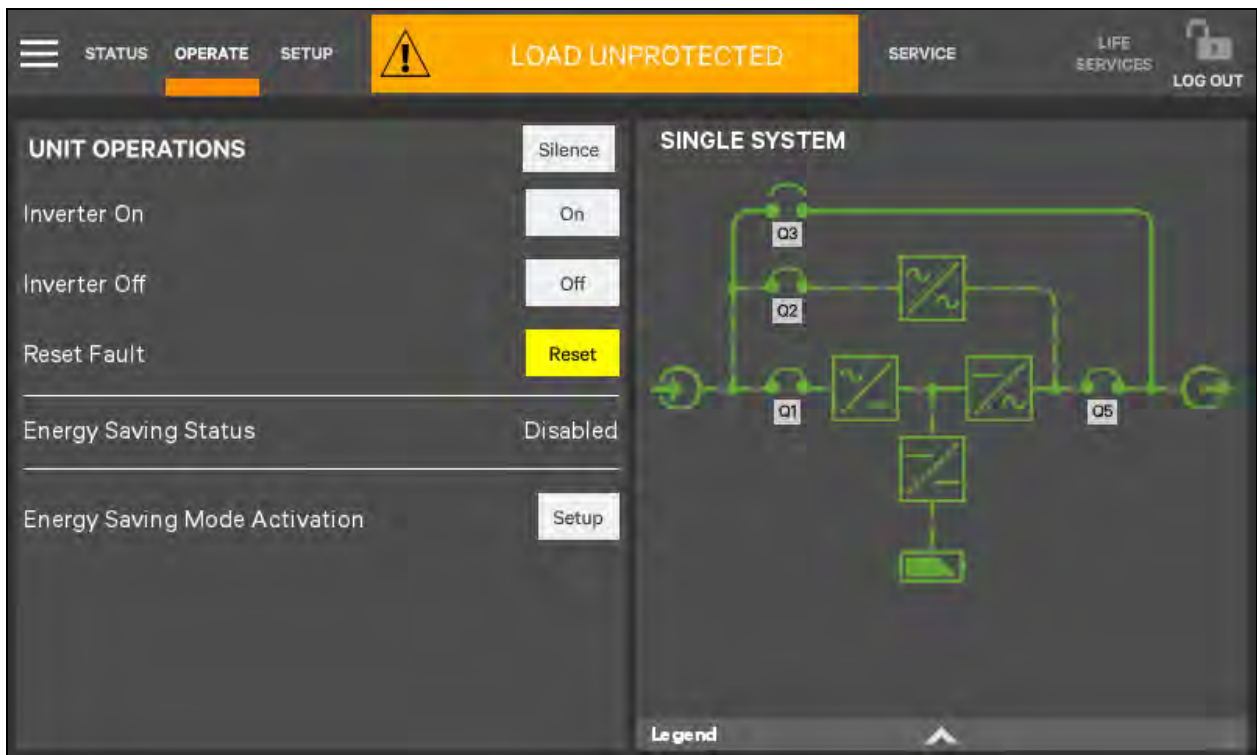 STATUS OPERATE SETUP LOAD UNPROTECTED SERVICE LIFE SERVICES LOG OUT
UNIT OPERATIONS Silence
Inverter On On
Inverter Off Off
Reset Fault Reset
Energy Saving Status Disabled
Energy Saving Mode Activation Setup
SINGLE SYSTEM
Q3
Q2
Q1 Q5
Legend